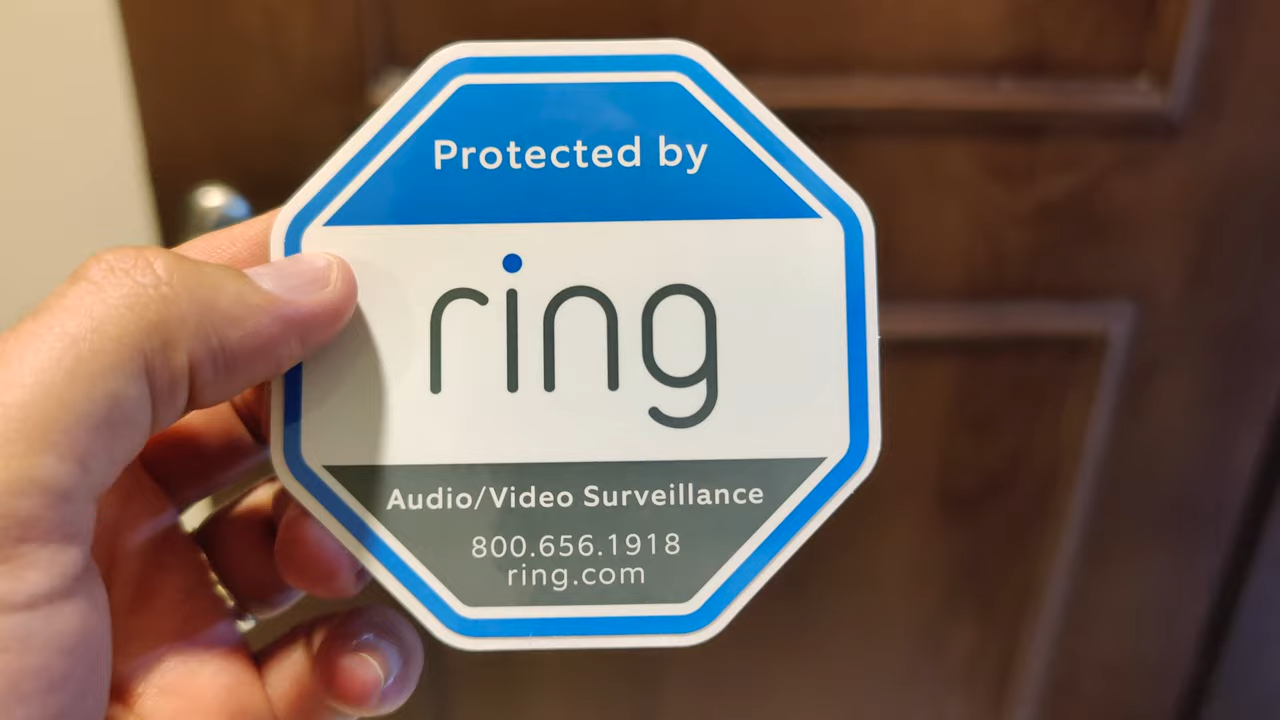 Protected by
ring
Audio/Video Surveillance
800.656.1918
ring.com